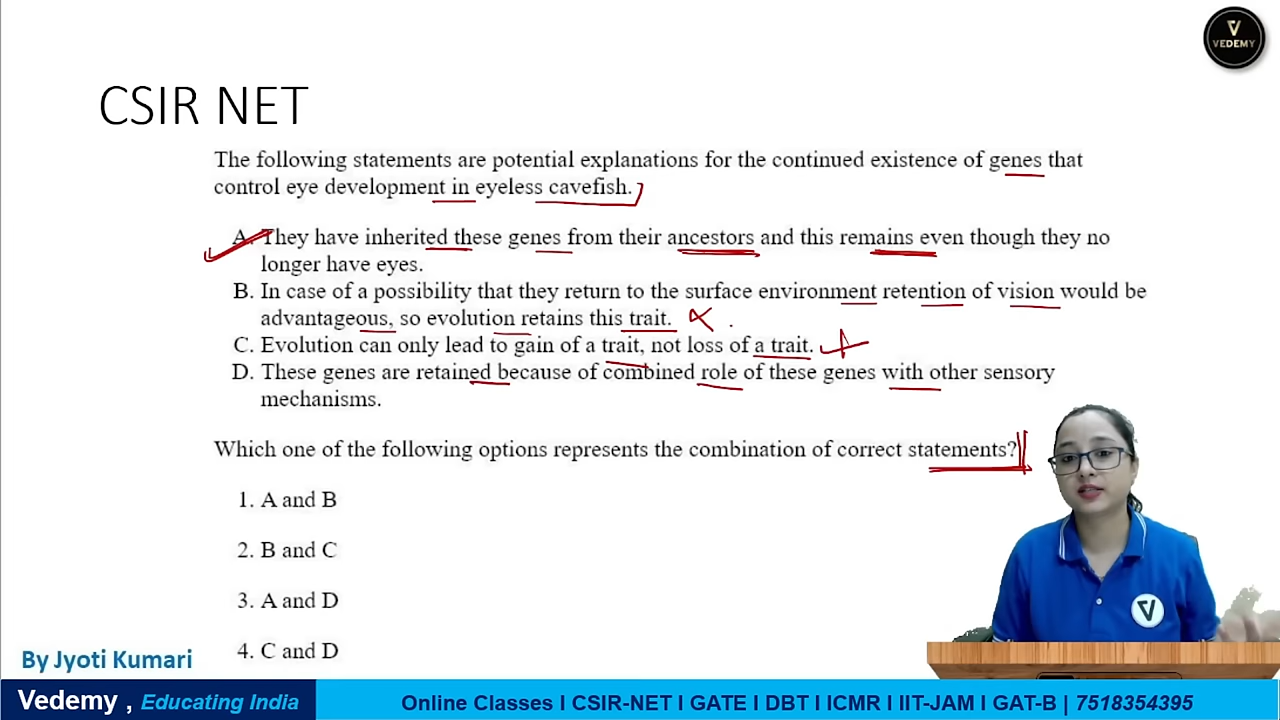 VEDEMY
CSIR NET
The following statements are potential explanations for the continued existence of genes that
control eye development in eyeless cavefish.
A. They have inherited these genes from their ancestors and this remains even though they no
longer have eyes.
B. In case of a possibility that they return to the surface environment retention of vision would be
advantageous, so evolution retains this trait.
C. Evolution can only lead to gain of a trait, not loss of a trait.
D. These genes are retained because of combined role of these genes with other sensory
mechanisms.
Which one of the following options represents the combination of correct statements?
1. A and B
2. B and C
3. A and D
4. C and D
By Jyoti Kumari
Vedemy , Educating India
Online Classes I CSIR-NET I GATE I DBT I ICMR I IIT-JAM I GAT-B | 7518354395